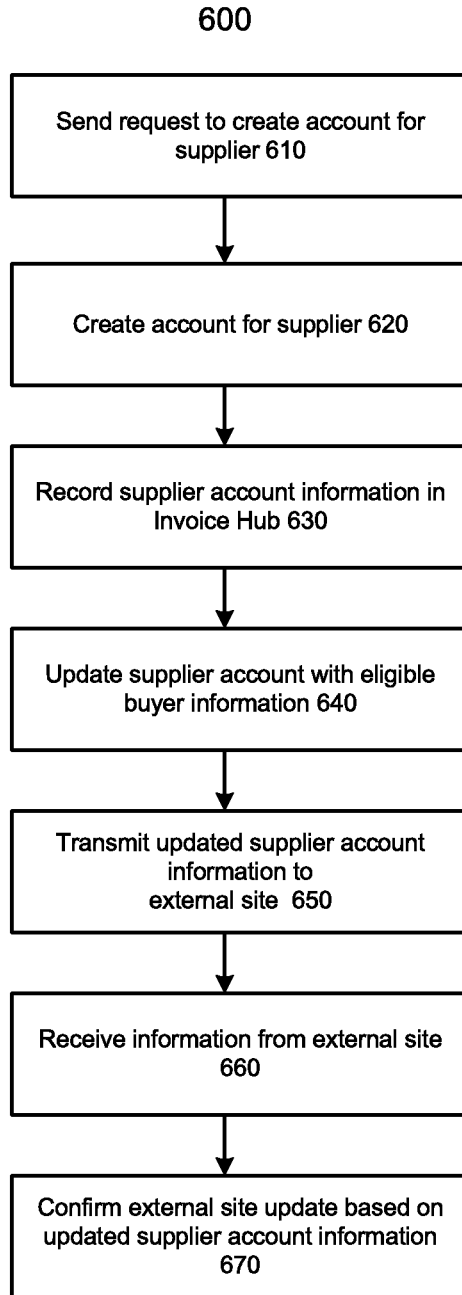 600
Send request to create account for
supplier 610
Create account for supplier 620
Record supplier account information in
Invoice Hub 630
Update supplier account with eligible
buyer information 640
Transmit updated supplier account
information to
external site 650
Receive information from external site
660
Confirm external site update based on
updated supplier account information
670